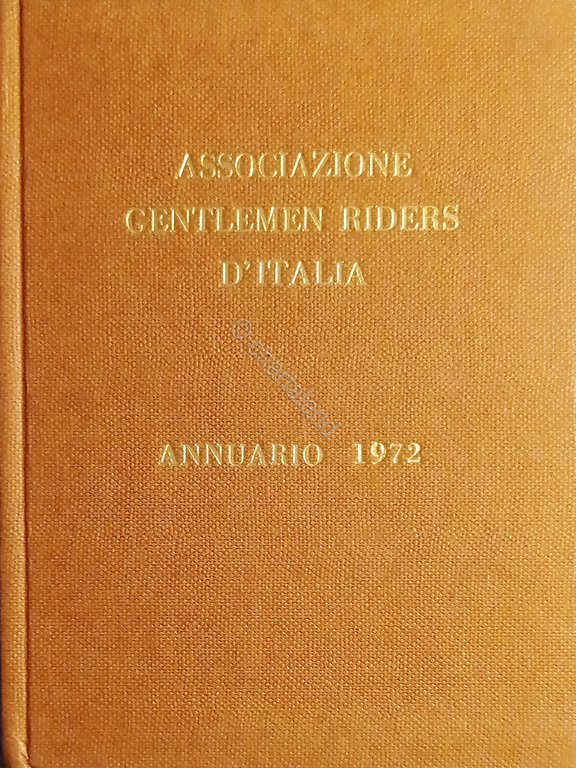 ASSOCIAZIONE
GENTLEMEN RIDERS
D'ITALIA
ANNUARIO 1972